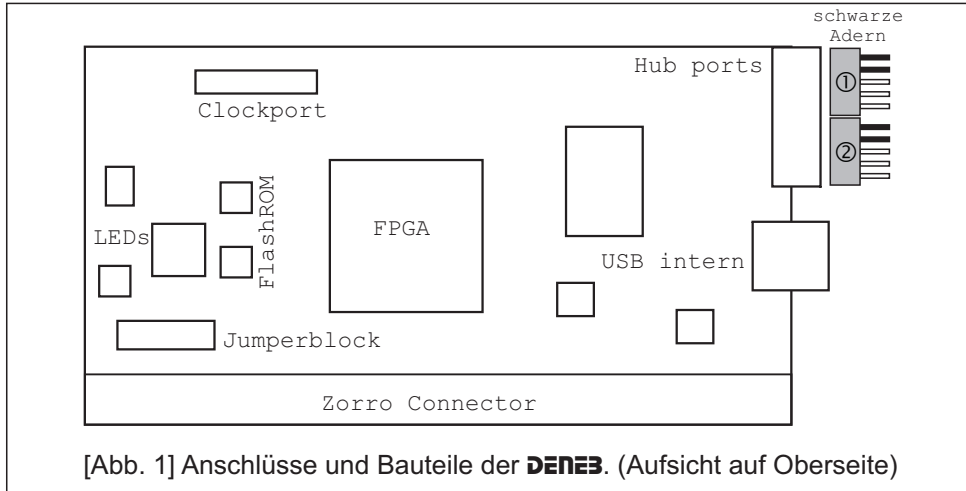 schwarze
Adern
Hub ports
①
Clockport
②
FlashROM
FPGA
LEDs
USB intern
Jumperblock
Zorro Connector
[Abb. 1] Anschlüsse und Bauteile der DENEB. (Aufsicht auf Oberseite)